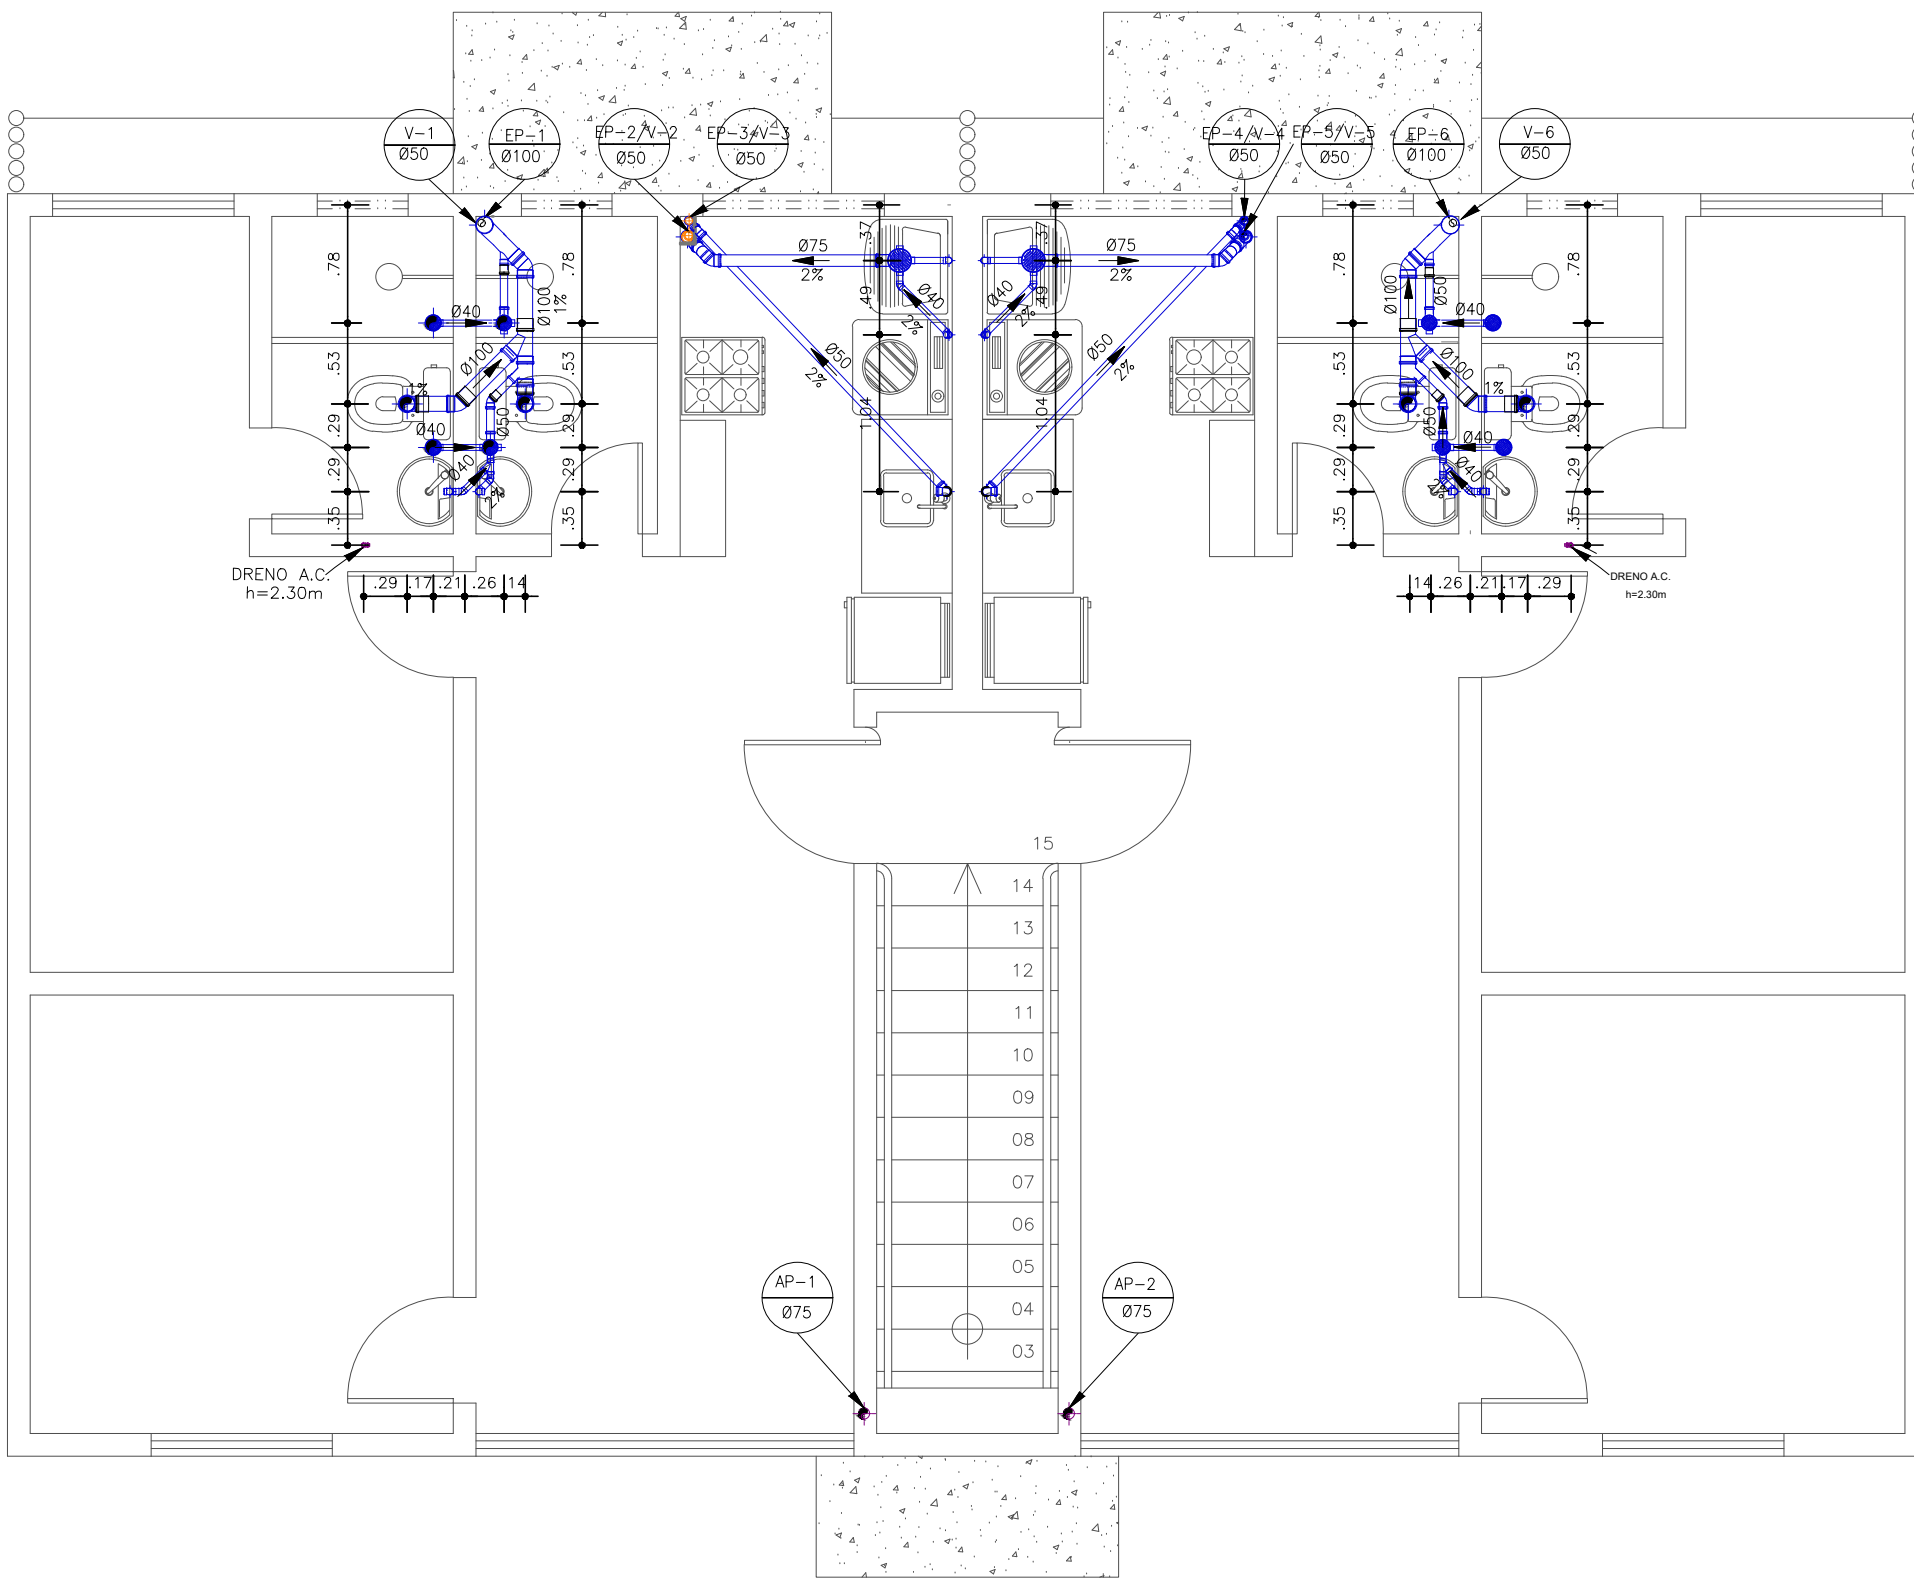 V-1
Ø50
EP-1
Ø100
EP-2/V-2
Ø50
EP-3/V-3
Ø50
EP-4/V-4
Ø50
EP-5/V-5
Ø50
EP-6
Ø100
V-6
Ø50
.78
.53
.29
.29
.35
.78
.53
.29
.29
.35
Ø40
Ø100
1%
Ø100
1%
Ø50
Ø40
Ø40
2%
DRENO A.C.
h=2.30m
.29
.17
.21
.26
14
.37
.49
1.04
Ø75
2%
Ø40
2%
Ø50
2%
.37
.49
1.04
Ø75
2%
Ø40
2%
Ø50
2%
.78
.53
.29
.29
.35
.78
.53
.29
.29
.35
Ø100
Ø50
Ø40
Ø100
1%
Ø50
Ø40
Ø40
2%
DRENO A.C.
h=2.30m
14
.26
.21
.17
.29
15
14
13
12
11
10
09
08
07
06
05
04
03
AP-1
Ø75
AP-2
Ø75